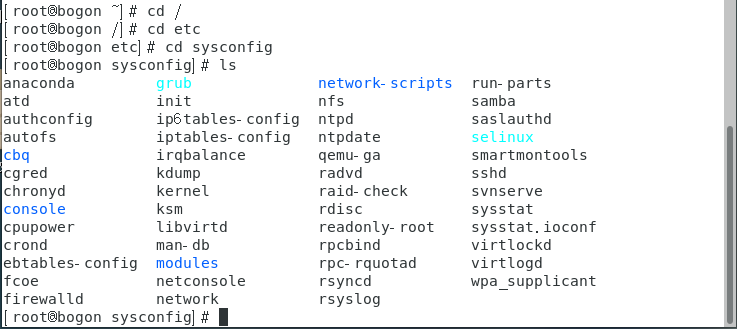 [root@bogon ~]# cd /
[root@bogon /]# cd etc
[root@bogon etc]# cd sysconfig
[root@bogon sysconfig]# ls
anaconda grub network-scripts run-parts
atd init nfs samba
authconfig ip6tables-config ntpd saslauthd
autofs iptables-config ntpdate selinux
cbq irqbalance qemu-ga smartmontools
cgred kdump radvd sshd
chronyd kernel raid-check svnserve
console ksm rdisc sysstat
cpupower libvirtd readonly-root sysstat.ioconf
crond man-db rpcbind virtlockd
ebtables-config modules rpc-rquotad virtlogd
fcoe netconsole rsyncd wpa_supplicant
firewalld network rsyslog
[root@bogon sysconfig]#